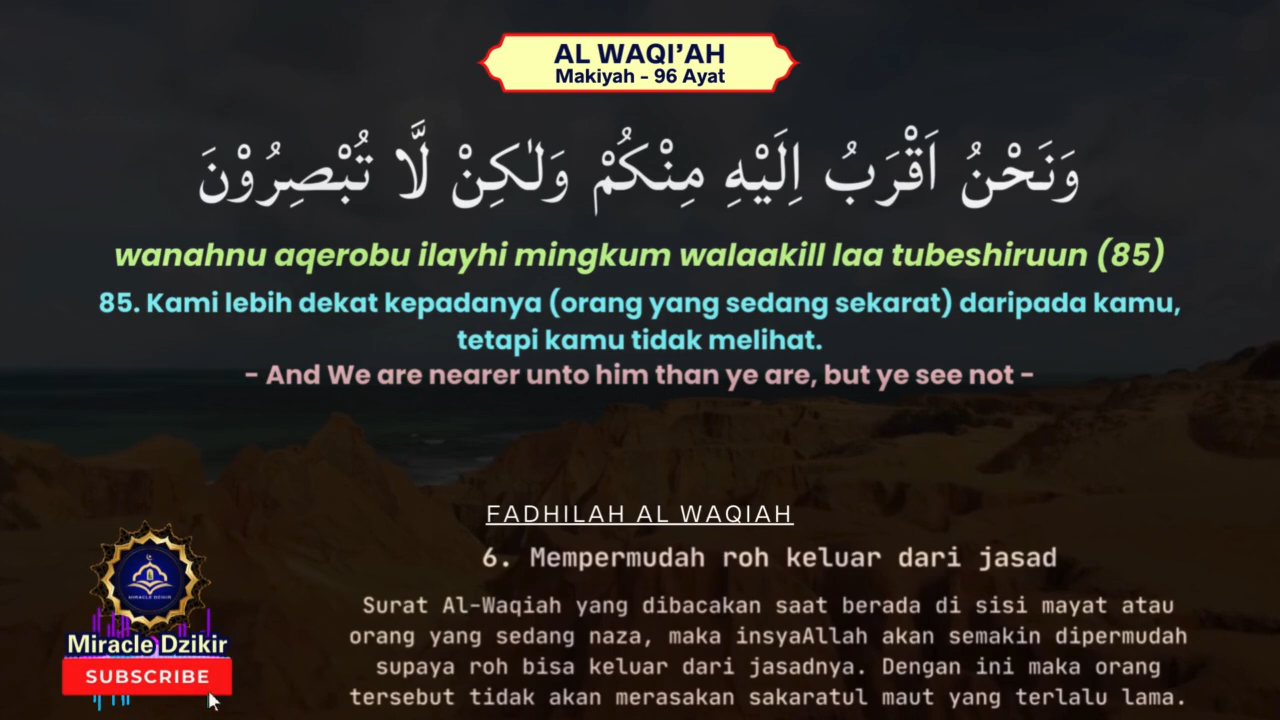 AL WAQI’AH
Makiyah - 96 Ayat
وَنَحْنُ اَقْرَبُ اِلَيْهِ مِنْكُمْ وَلٰكِنْ لَّا تُبْصِرُوْنَ
wanahnu aqerobu ilayhi mingkum walaakill laa tubeshiruun (85)
85. Kami lebih dekat kepadanya (orang yang sedang sekarat) daripada kamu,
tetapi kamu tidak melihat.
- And We are nearer unto him than ye are, but ye see not -
FADHILAH AL WAQIAH
6. Mempermudah roh keluar dari jasad
Surat Al-Waqiah yang dibacakan saat berada di sisi mayat atau
orang yang sedang naza, maka insyaAllah akan semakin dipermudah
supaya roh bisa keluar dari jasadnya. Dengan ini maka orang
tersebut tidak akan merasakan sakaratul maut yang terlalu lama.
MIRACLE DZIKIR
Miracle Dzikir
SUBSCRIBE